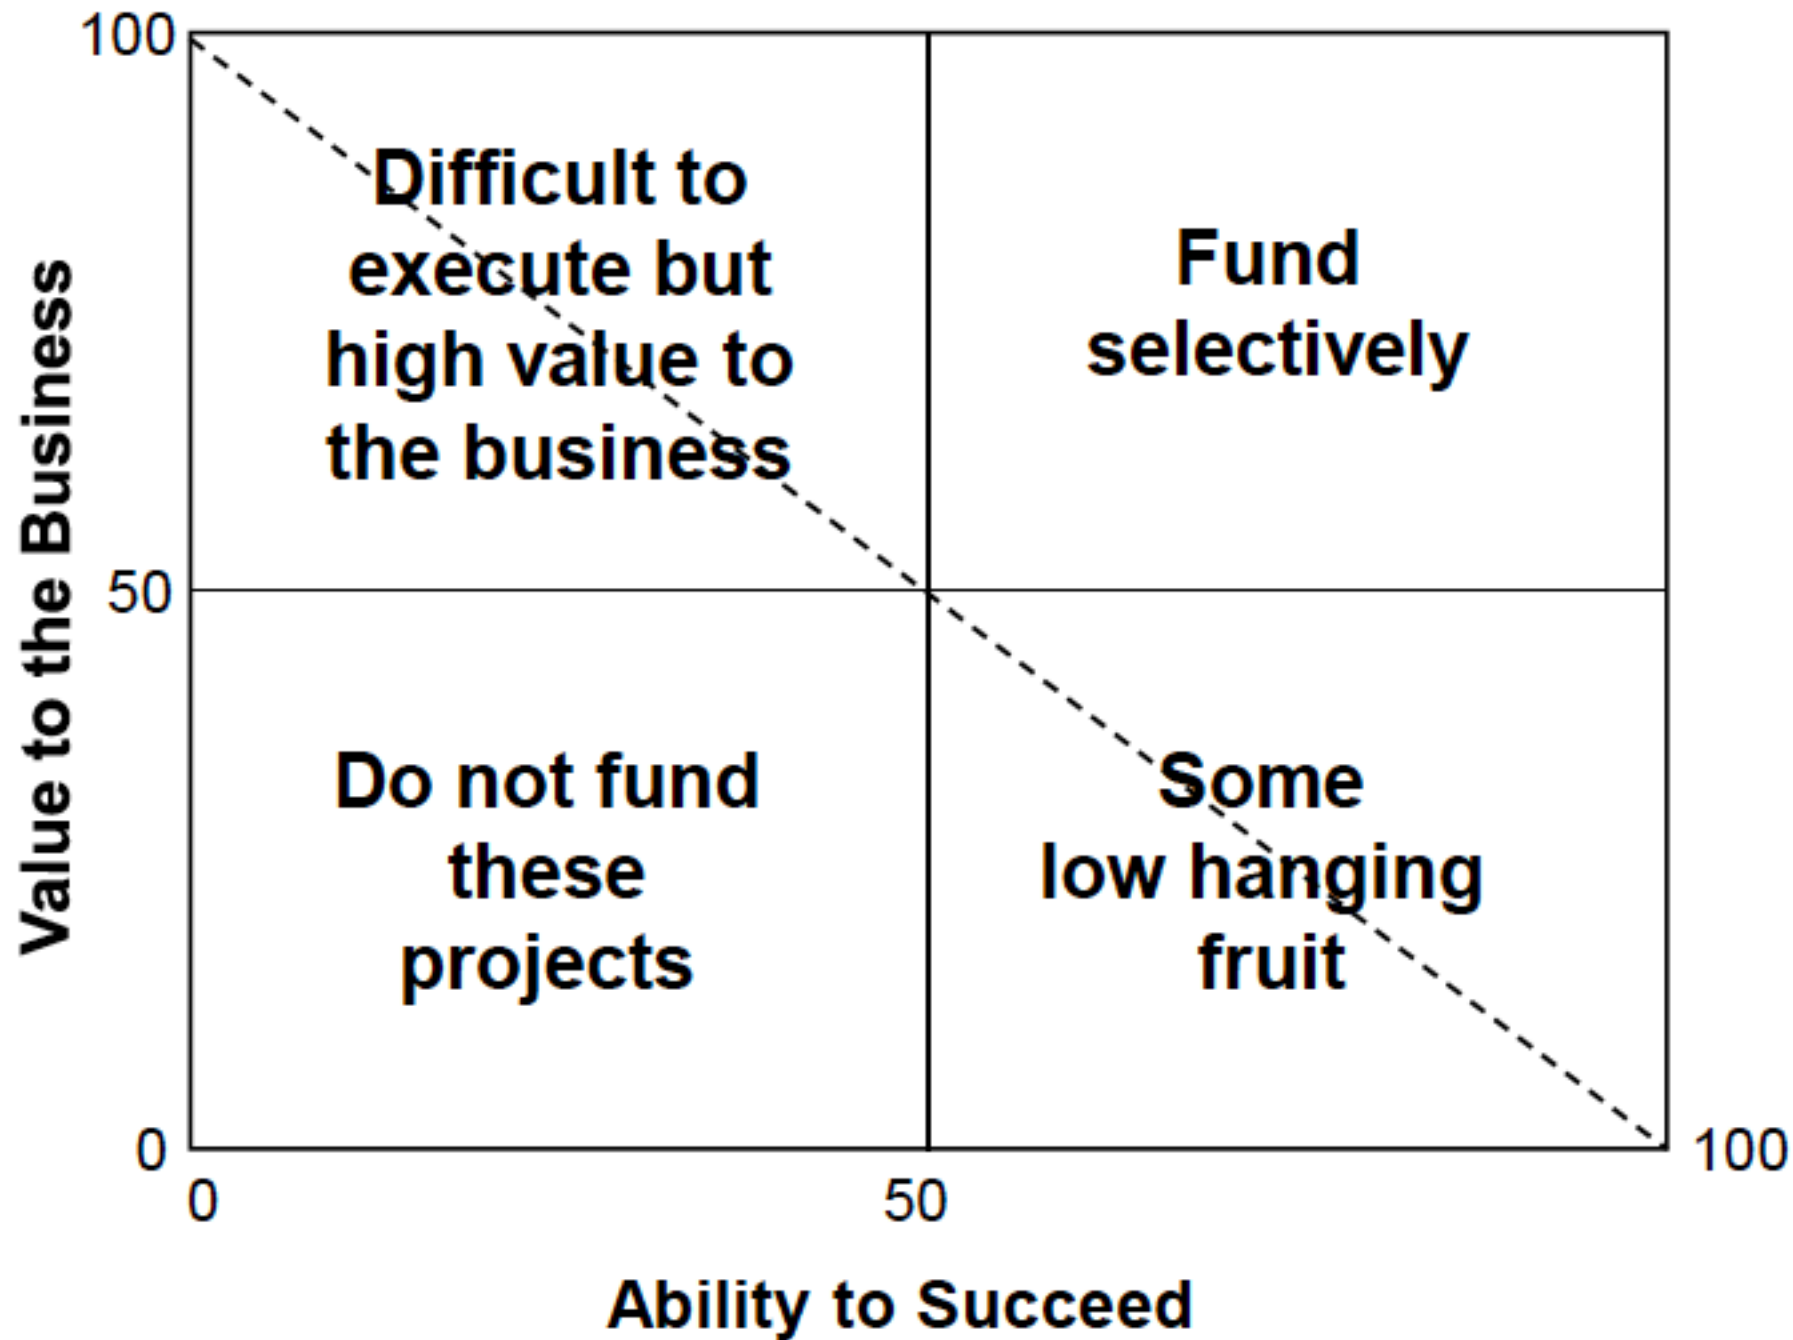 100
Difficult to
execute but
high value to
the business
Fund
selectively
Value to the Business
50
Do not fund
these
projects
Some
low hanging
fruit
0
100
0
50
Ability to Succeed